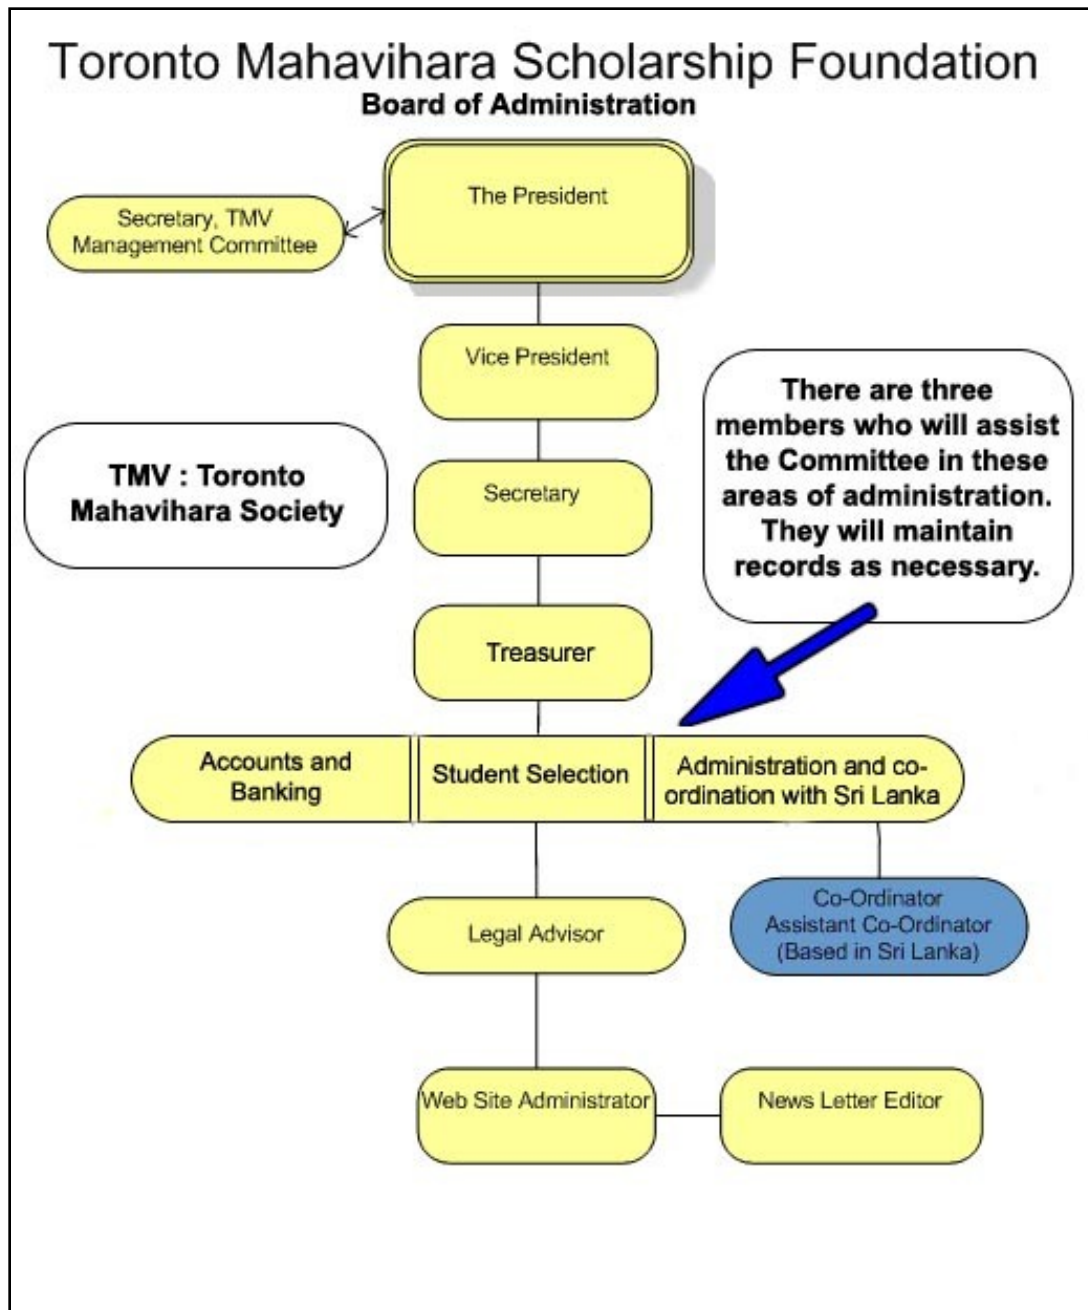 Toronto Mahavihara Scholarship Foundation
Board of Administration
The President
Secretary, TMV
Management Committee
Vice President
There are three
members who will assist
the Committee in these
areas of administration.
They will maintain
records as necessary.
TMV : Toronto
Mahavihara Society
Secretary
Treasurer
Accounts and
Banking
Student Selection
Administration and co-
ordination with Sri Lanka
Co-Ordinator
Assistant Co-Ordinator
(Based in Sri Lanka)
Legal Advisor
Web Site Administrator
News Letter Editor